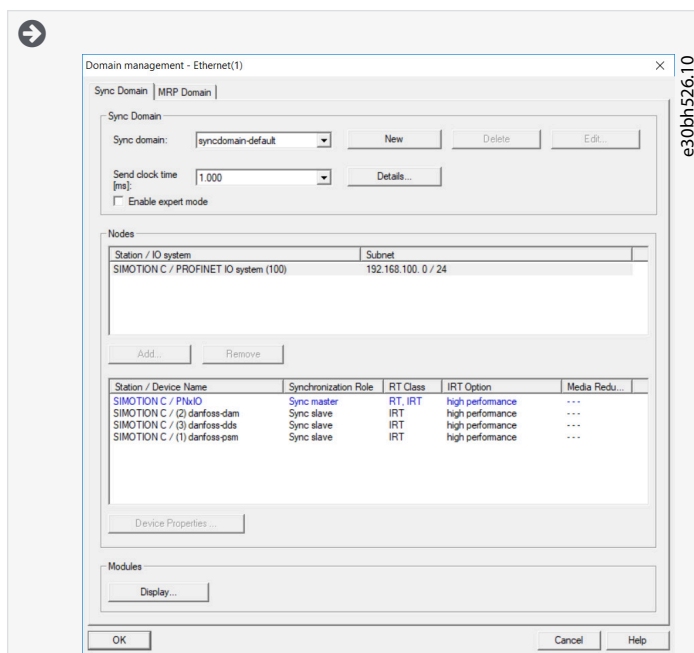 Domain management - Ethernet(1)
e30bh526.10
Sync Domain
MRP Domain
Sync Domain
Sync domain:
syncdomain-default
New
Delete
Edit...
Send clock time
[ms]:
1.000
Details...
Enable expert mode
Nodes
Station / IO system
Subnet
SIMOTION C / PROFINET IO system (100)
192.168.100. 0 / 24
Add...
Remove
Station / Device Name
Synchronization Role
RT Class
IRT Option
Media Redu...
SIMOTION C / PNxIO
Sync master
RT, IRT
high performance
---
SIMOTION C / (2) danfoss-dam
Sync slave
IRT
high performance
---
SIMOTION C / (3) danfoss-dds
Sync slave
IRT
high performance
---
SIMOTION C / (1) danfoss-psm
Sync slave
IRT
high performance
---
Device Properties ...
Modules
Display...
OK
Cancel
Help